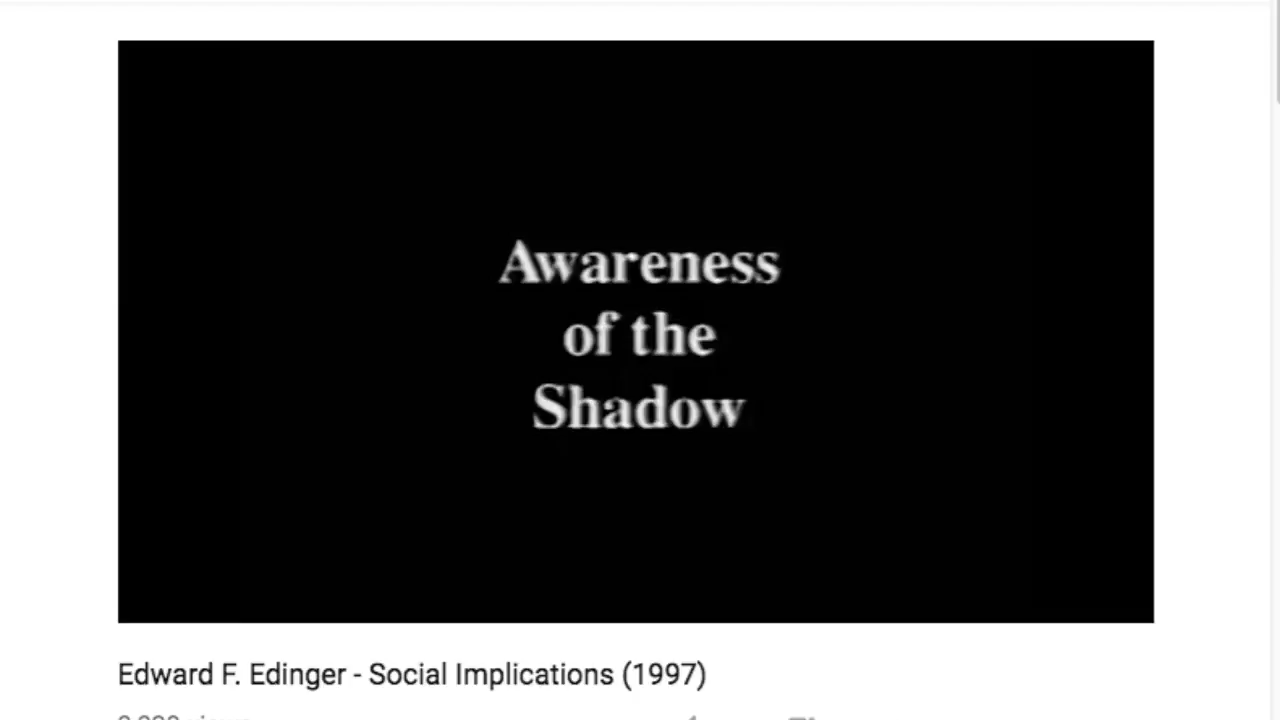 Awareness
of the
Shadow
Edward F. Edinger - Social Implications (1997)